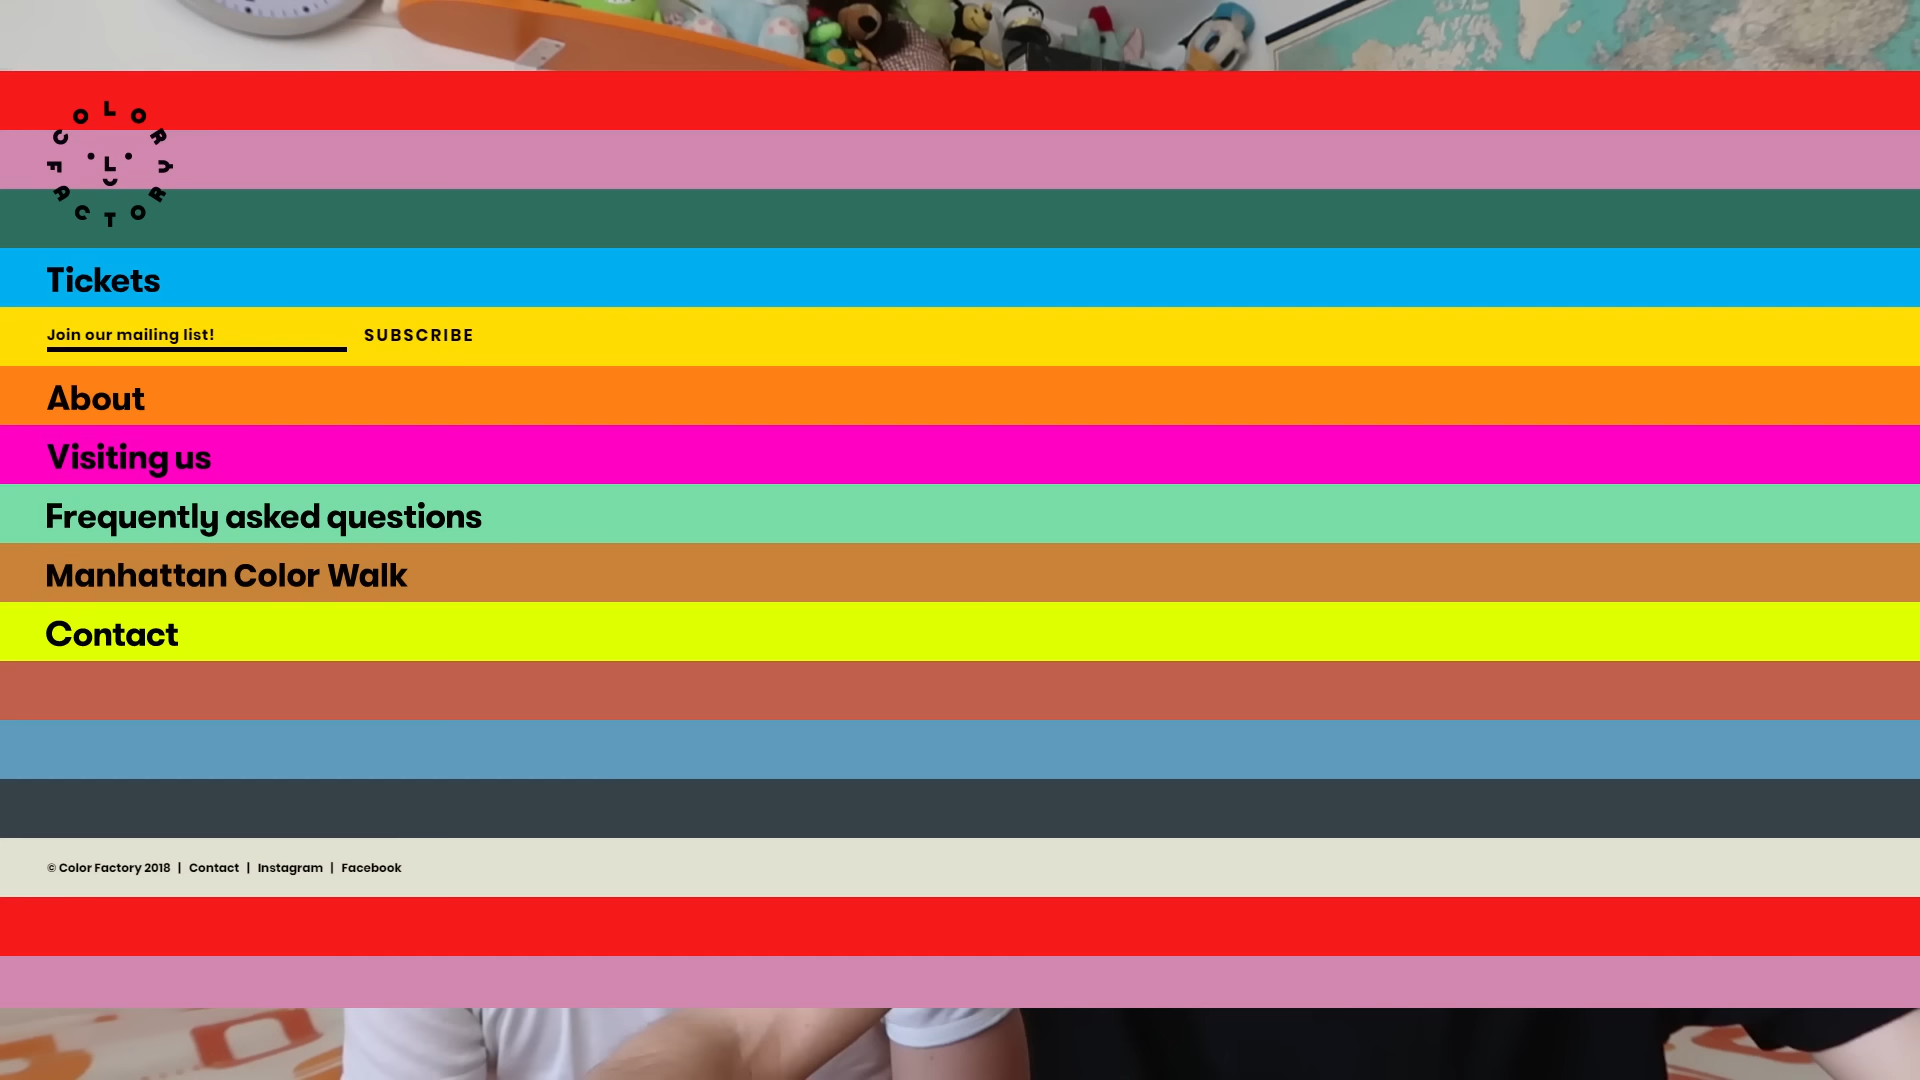 COLOR
FACTORY
Tickets
Join our mailing list! SUBSCRIBE
About
Visiting us
Frequently asked questions
Manhattan Color Walk
Contact
© Color Factory 2018 | Contact | Instagram | Facebook